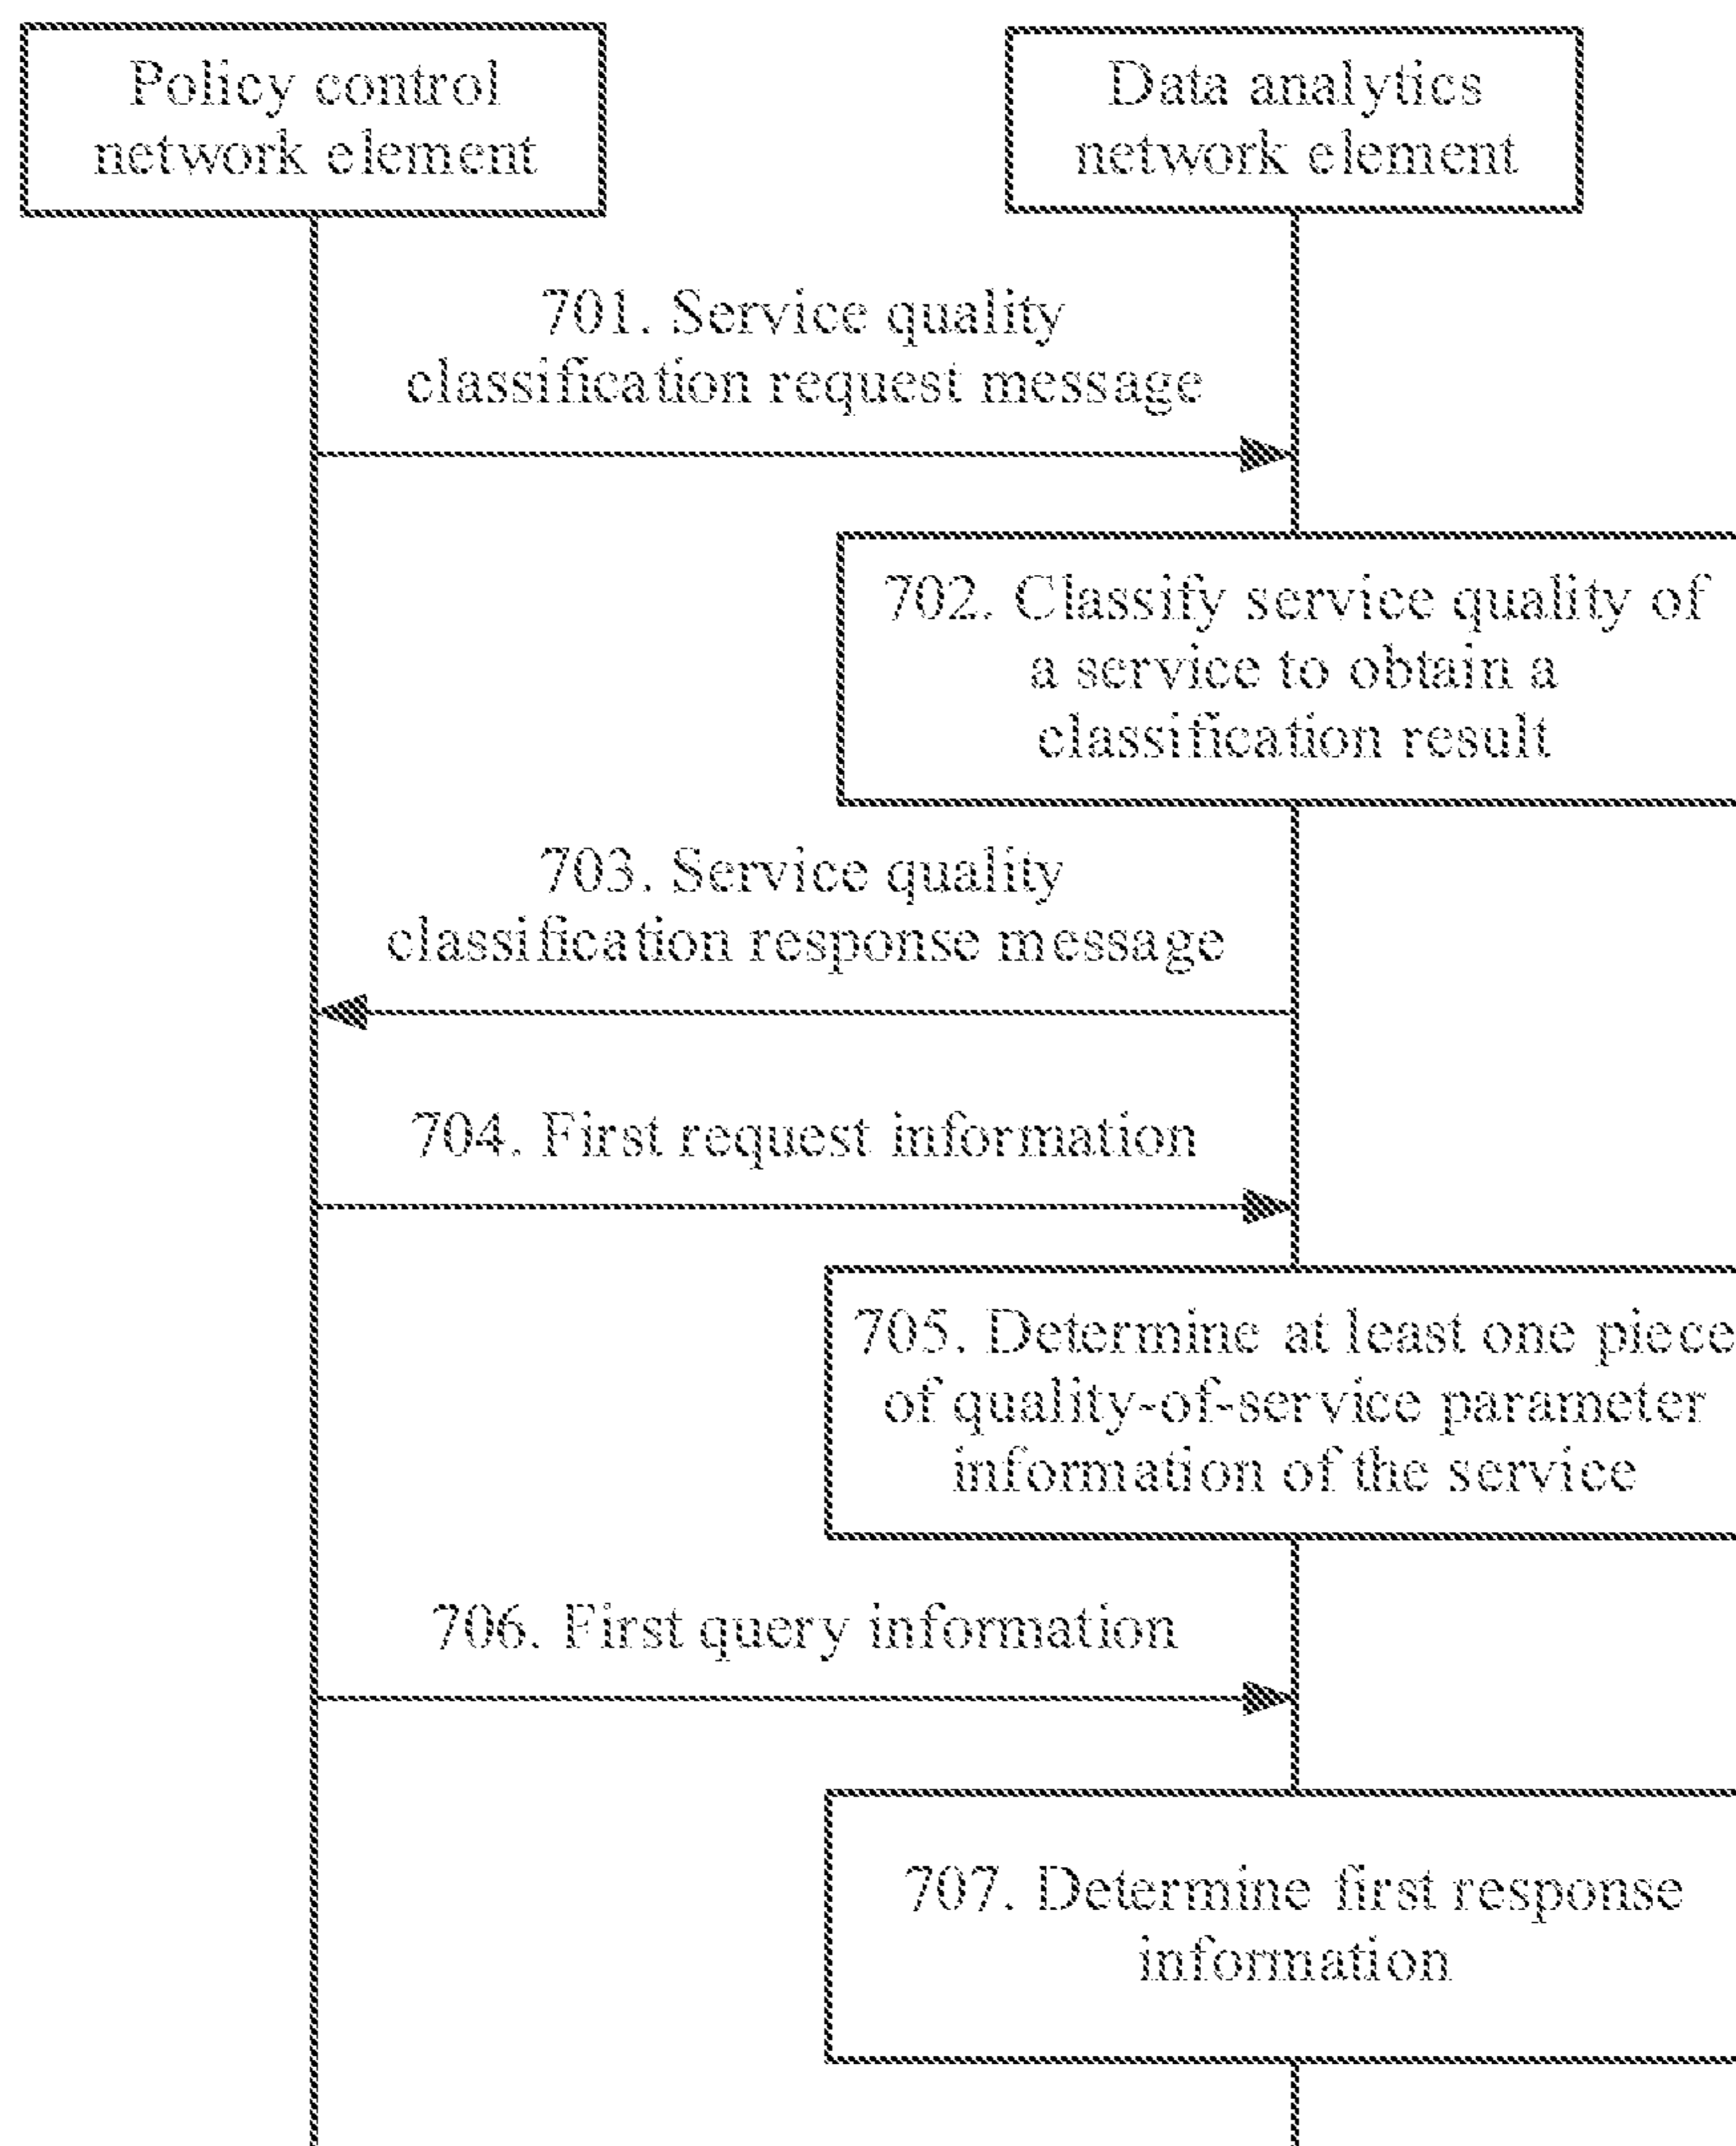 Policy control
network element
Data analytics
network element
701. Service quality
classification request message
702. Classify service quality of
a service to obtain a
classification result
703. Service quality
classification response message
704. First request information
705. Determine at least one piece
of quality-of-service parameter
information of the service
706. First query information
707. Determine first response
information